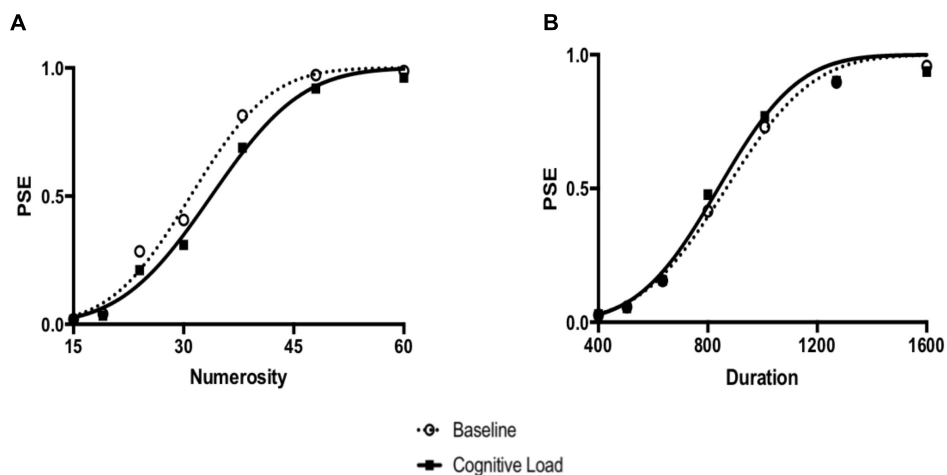 A
PSE
1.0
0.5
0.0
15 30 45 60
Numerosity
B
PSE
1.0
0.5
0.0
400 800 1200 1600
Duration
Baseline
Cognitive Load